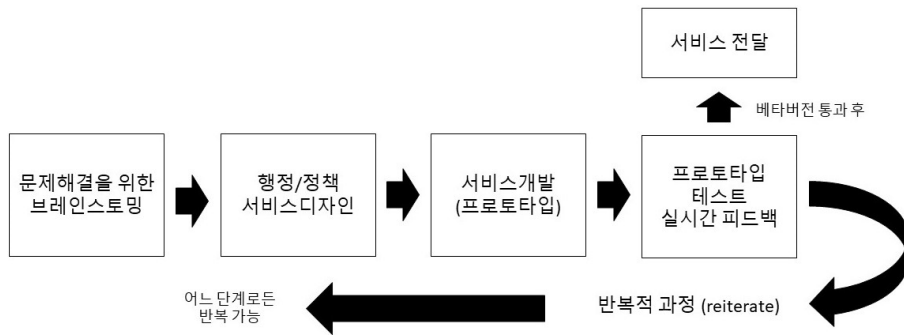 서비스 전달
베타버전 통과 후
문제해결을 위한
브레인스토밍
행정/정책
서비스디자인
서비스개발
(프로토타입)
프로토타입
테스트
실시간 피드백
어느 단계로든
반복 가능
반복적 과정 (reiterate)